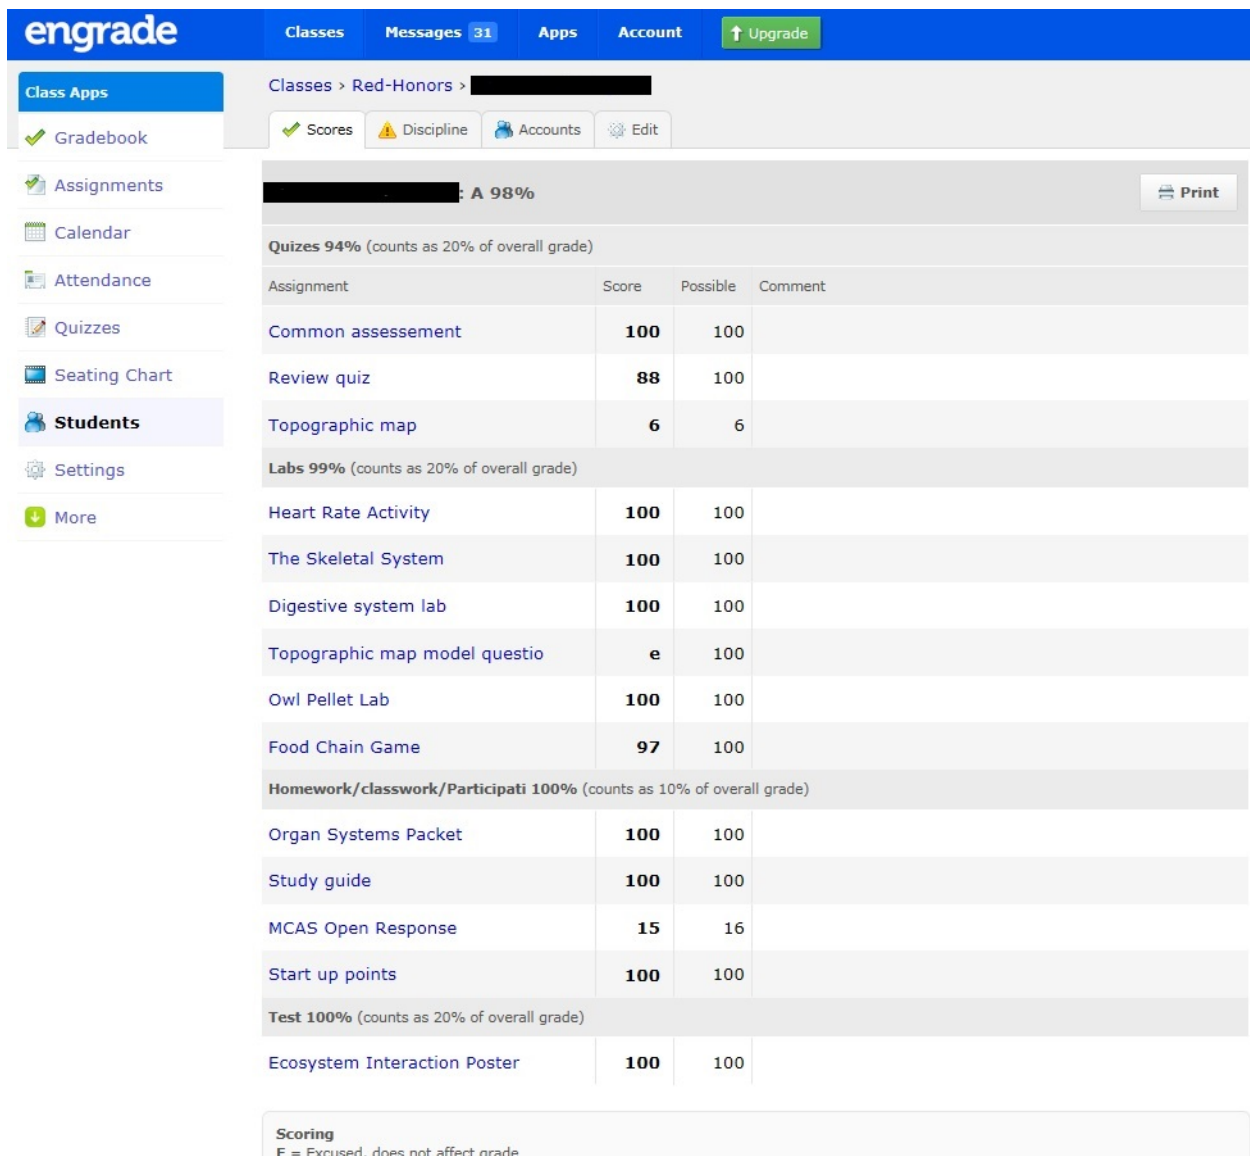 engrade
Classes Messages 31 Apps Account Upgrade
Class Apps
Gradebook
Assignments
Calendar
Attendance
Quizzes
Seating Chart
Students
Settings
More
Classes › Red-Honors ›
Scores Discipline Accounts Edit
: A 98% Print
Quizes 94% (counts as 20% of overall grade)
Assignment Score Possible Comment
Common assessement 100 100
Review quiz 88 100
Topographic map 6 6
Labs 99% (counts as 20% of overall grade)
Heart Rate Activity 100 100
The Skeletal System 100 100
Digestive system lab 100 100
Topographic map model questio e 100
Owl Pellet Lab 100 100
Food Chain Game 97 100
Homework/classwork/Participati 100% (counts as 10% of overall grade)
Organ Systems Packet 100 100
Study guide 100 100
MCAS Open Response 15 16
Start up points 100 100
Test 100% (counts as 20% of overall grade)
Ecosystem Interaction Poster 100 100
Scoring
E = Excused, does not affect grade